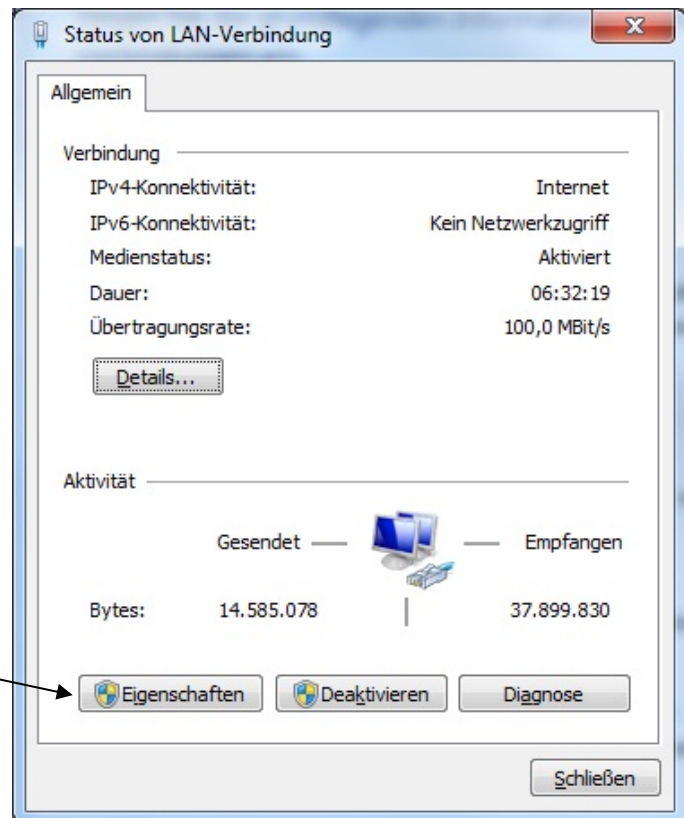 Status von LAN-Verbindung
Allgemein
Verbindung
IPv4-Konnektivität: Internet
IPv6-Konnektivität: Kein Netzwerkzugriff
Medienstatus: Aktiviert
Dauer: 06:32:19
Übertragungsrate: 100,0 MBit/s
Details...
Aktivität
Gesendet Empfangen
Bytes: 14.585.078 37.899.830
Eigenschaften Deaktivieren Diagnose
Schließen